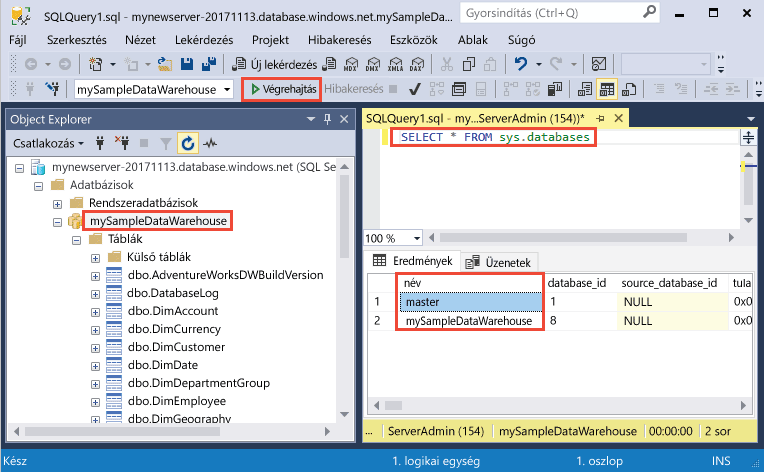 SQLQuery1.sql - mynewserver-20171113.database.windows.net.mySampleDa...
Gyorsindítás (Ctrl+Q)
Fájl Szerkesztés Nézet Lekérdezés Projekt Hibakeresés Eszközök Ablak Súgó
Új lekérdezés MDX DMX XMLA DAX
mySampleDataWarehouse Végrehajtás Hibakeresés
Object Explorer
Csatlakozás
mynewserver-20171113.database.windows.net (SQL Se
Adatbázisok
Rendszeradatbázisok
mySampleDataWarehouse
Táblák
Külső táblák
dbo.AdventureWorksDWBuildVersion
dbo.DatabaseLog
dbo.DimAccount
dbo.DimCurrency
dbo.DimCustomer
dbo.DimDate
dbo.DimDepartmentGroup
dbo.DimEmployee
dbo.DimGeography
SQLQuery1.sql - my...ServerAdmin (154))*
SELECT * FROM sys.databases
100 %
Eredmények Üzenetek
név database_id source_database_id tula
1 master 1 NULL 0x0
2 mySampleDataWarehouse 8 NULL 0x0
... ServerAdmin (154) mySampleDataWarehouse 00:00:00 2 sor
Kész 1. logikai egység 1. oszlop INS